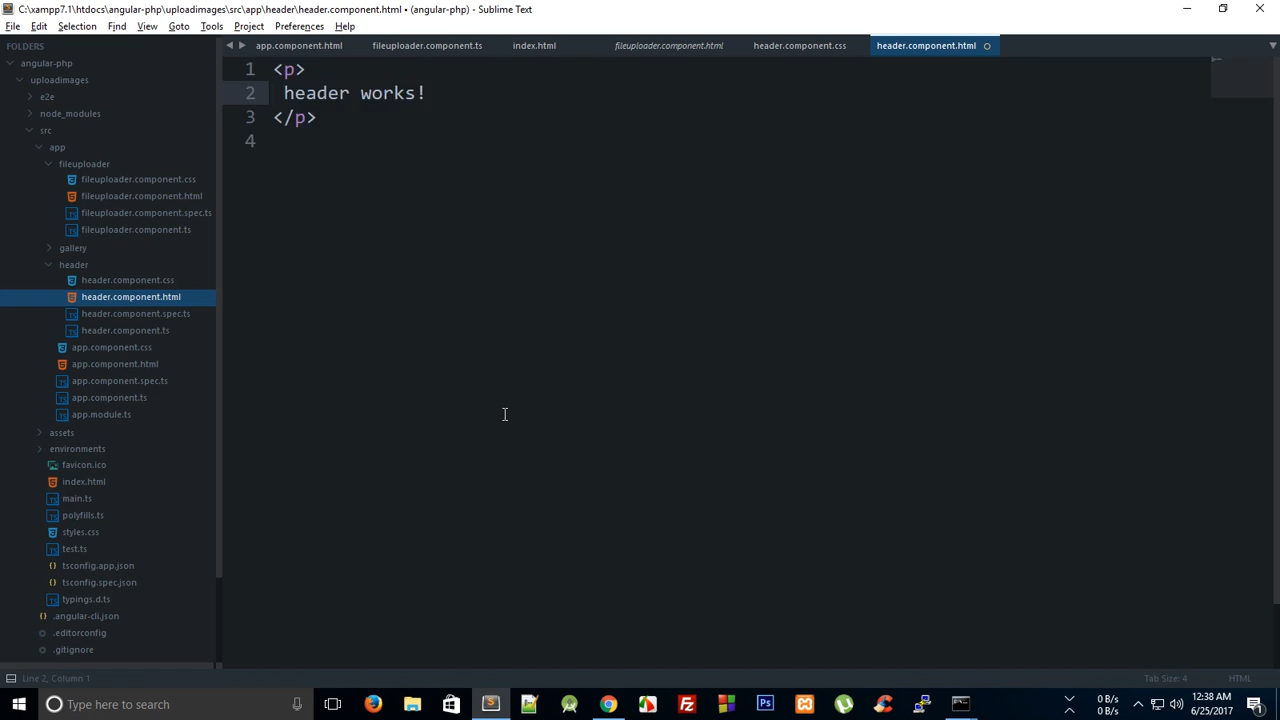 C:\xampp7.1\htdocs\angular-php\uploadimages\src\app\header\header.component.html • (angular-php) - Sublime Text
File Edit Selection Find View Goto Tools Project Preferences Help
FOLDERS
angular-php
uploadimages
e2e
node_modules
src
app
fileuploader
fileuploader.component.css
fileuploader.component.html
fileuploader.component.spec.ts
fileuploader.component.ts
gallery
header
header.component.css
header.component.html
header.component.spec.ts
header.component.ts
app.component.css
app.component.html
app.component.spec.ts
app.component.ts
app.module.ts
assets
environments
favicon.ico
index.html
main.ts
polyfills.ts
styles.css
test.ts
tsconfig.app.json
tsconfig.spec.json
typings.d.ts
.angular-cli.json
.editorconfig
.gitignore
app.component.html fileuploader.component.ts index.html fileuploader.component.html header.component.css header.component.html
1 <p>
2 header works!
3 </p>
4
Line 2, Column 1 Tab Size: 4 HTML
Type here to search
0 B/s
0 B/s
12:38 AM
6/25/2017